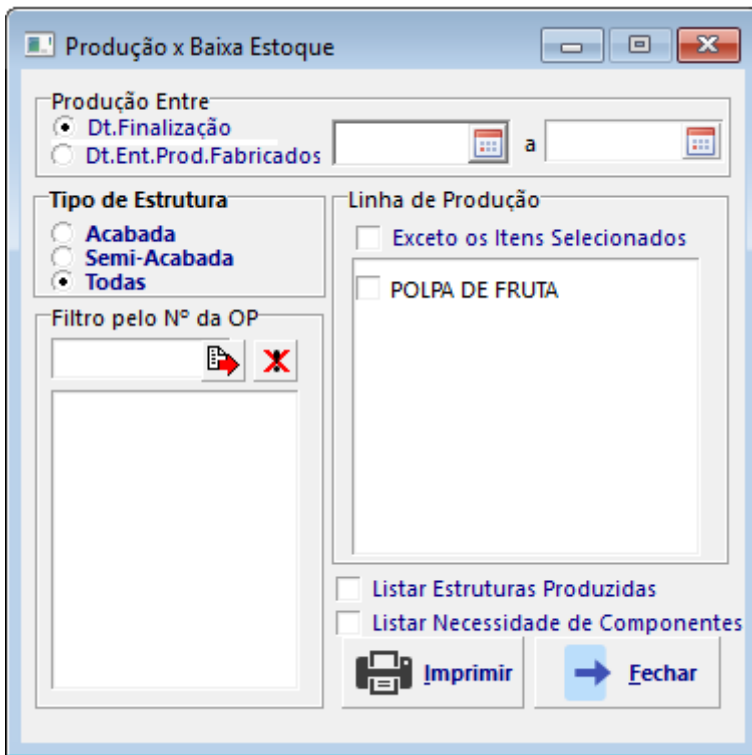 Produção x Baixa Estoque
Produção Entre
Dt.Finalização
Dt.Ent.Prod.Fabricados
a
Tipo de Estrutura
Acabada
Semi-Acabada
Todas
Linha de Produção
Exceto os Itens Selecionados
POLPA DE FRUTA
Filtro pelo Nº da OP
Listar Estruturas Produzidas
Listar Necessidade de Componentes
Imprimir
Fechar